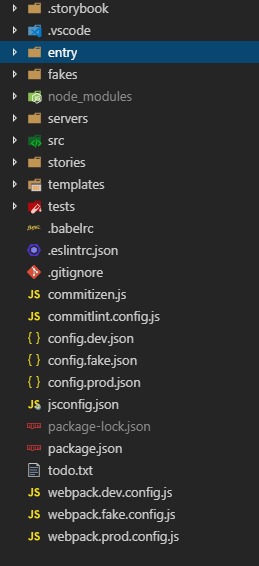 .storybook
.vscode
entry
fakes
node_modules
servers
src
stories
templates
tests
.babelrc
.eslintrc.json
.gitignore
JS commitizen.js
JS commitlint.config.js
{ } config.dev.json
{ } config.fake.json
{ } config.prod.json
JS jsconfig.json
package-lock.json
package.json
todo.txt
JS webpack.dev.config.js
JS webpack.fake.config.js
JS webpack.prod.config.js